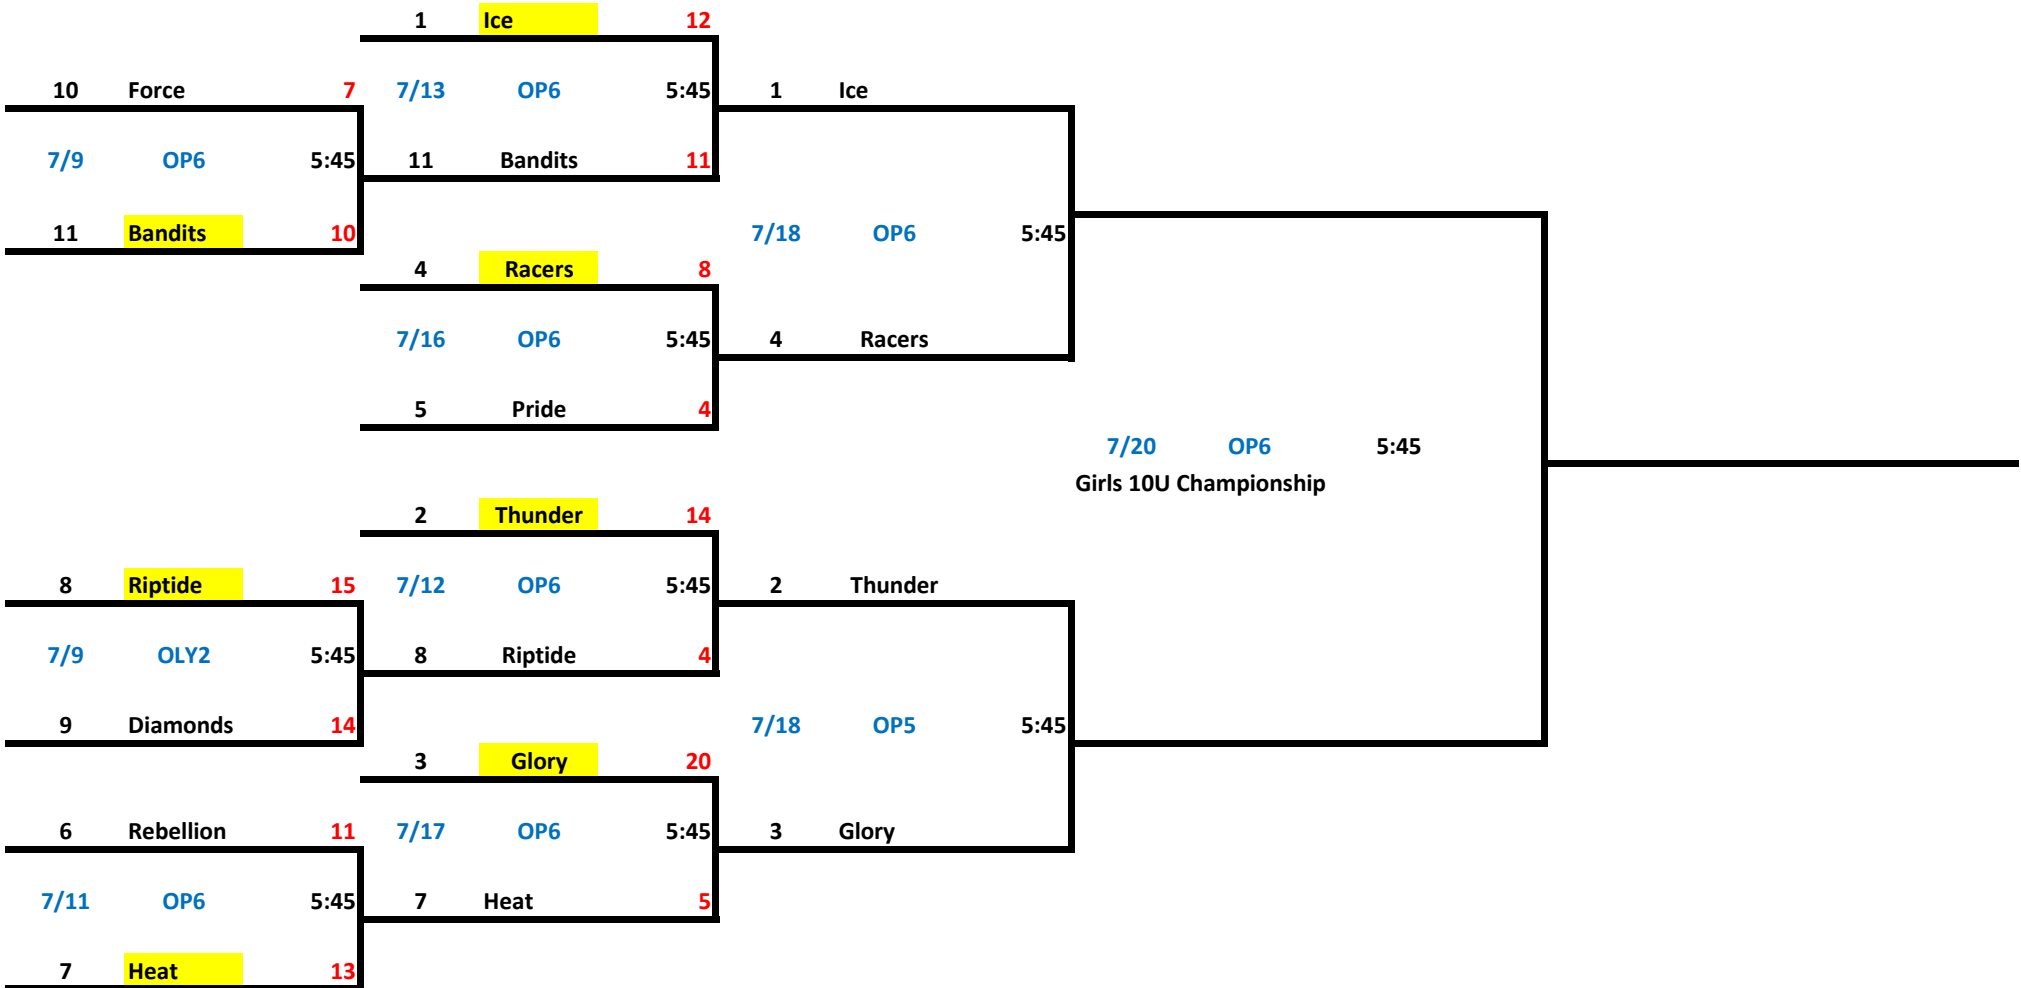 1 Ice 12
10 Force 7 7/13 OP6 5:45 1 Ice
7/9 OP6 5:45 11 Bandits 11
11 Bandits 10 7/18 OP6 5:45
4 Racers 8
7/16 OP6 5:45 4 Racers
5 Pride 4
7/20 OP6 5:45
Girls 10U Championship
2 Thunder 14
8 Riptide 15 7/12 OP6 5:45 2 Thunder
7/9 OLY2 5:45 8 Riptide 4
9 Diamonds 14 7/18 OP5 5:45
3 Glory 20
6 Rebellion 11 7/17 OP6 5:45 3 Glory
7/11 OP6 5:45 7 Heat 5
7 Heat 13